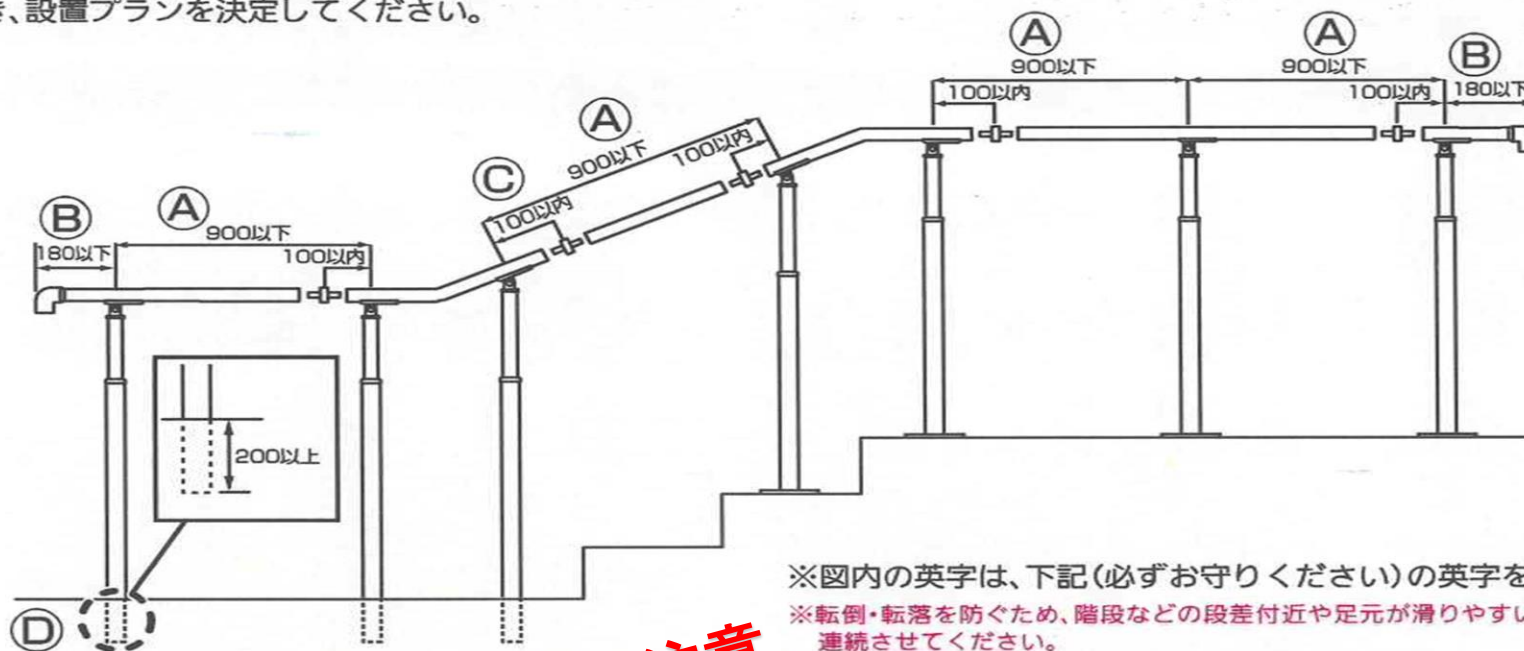 、設置プランを決定してください。
A
A
B
900以下
900以下
180以下
100以内
100以内
A
900以下
100以内
C
100以内
B
A
180以下
900以下
100以内
200以上
D
※図内の英字は、下記(必ずお守りください)の英字を
※転倒・転落を防ぐため、階段などの段差付近や足元が滑りやすい
連続させてください。
注意